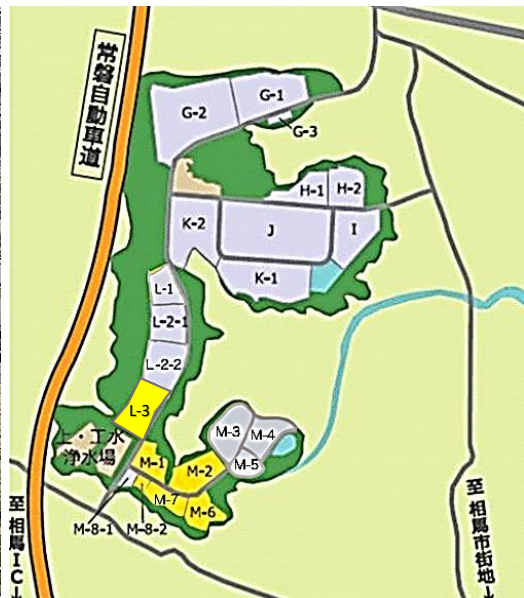 常磐自動車道
G-1
G-2
G-3
H-1
H-2
K-2
J
I
K-1
L-1
L-2-1
L-2-2
L-3
上・工水
浄水場
M-3
M-4
M-5
M-1
M-2
M-7
M-6
M-8-1
M-8-2
至相馬IC↓
至相馬市街地↓